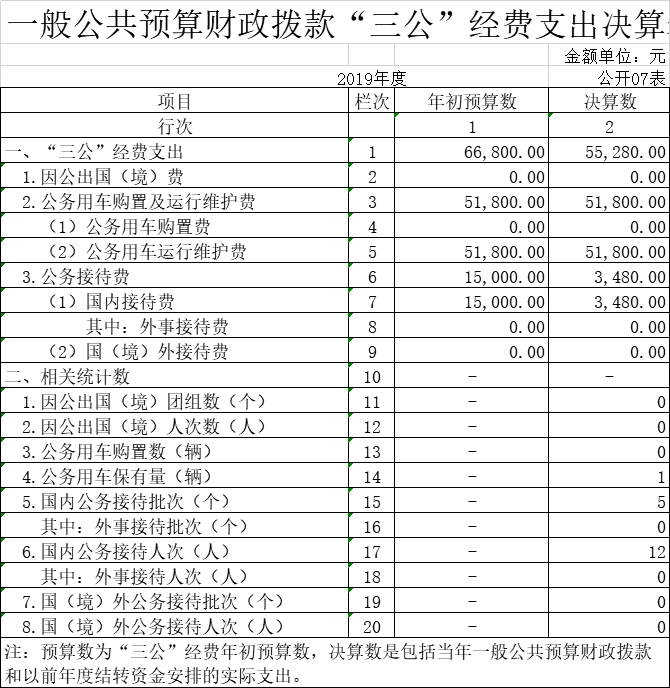 一般公共预算财政拨款“三公”经费支出决算
金额单位：元
2019年度 公开07表
项目 栏次 年初预算数 决算数
行次 1 2
一、“三公”经费支出 1 66,800.00 55,280.00
1.因公出国（境）费 2 0.00 0.00
2.公务用车购置及运行维护费 3 51,800.00 51,800.00
（1）公务用车购置费 4 0.00 0.00
（2）公务用车运行维护费 5 51,800.00 51,800.00
3.公务接待费 6 15,000.00 3,480.00
（1）国内接待费 7 15,000.00 3,480.00
其中：外事接待费 8 0.00 0.00
（2）国（境）外接待费 9 0.00 0.00
二、相关统计数 10 － －
1.因公出国（境）团组数（个） 11 － 0
2.因公出国（境）人次数（人） 12 － 0
3.公务用车购置数（辆） 13 － 0
4.公务用车保有量（辆） 14 － 1
5.国内公务接待批次（个） 15 － 5
其中：外事接待批次（个） 16 － 0
6.国内公务接待人次（人） 17 － 12
其中：外事接待人次（人） 18 － 0
7.国（境）外公务接待批次（个） 19 － 0
8.国（境）外公务接待人次（人） 20 － 0
注：预算数为“三公”经费年初预算数，决算数是包括当年一般公共预算财政拨款
和以前年度结转资金安排的实际支出。